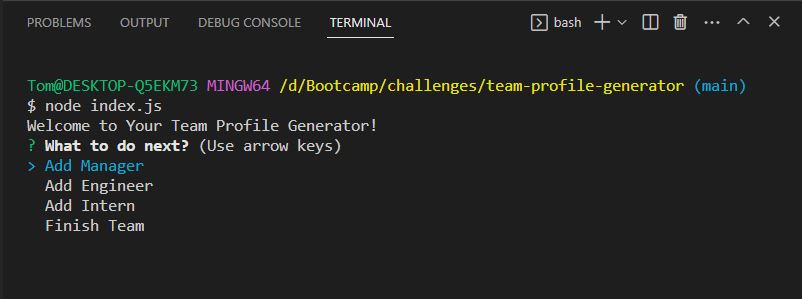 PROBLEMS OUTPUT DEBUG CONSOLE TERMINAL bash
Tom@DESKTOP-Q5EKM73 MINGW64 /d/Bootcamp/challenges/team-profile-generator (main)
$ node index.js
Welcome to Your Team Profile Generator!
? What to do next? (Use arrow keys)
> Add Manager
Add Engineer
Add Intern
Finish Team